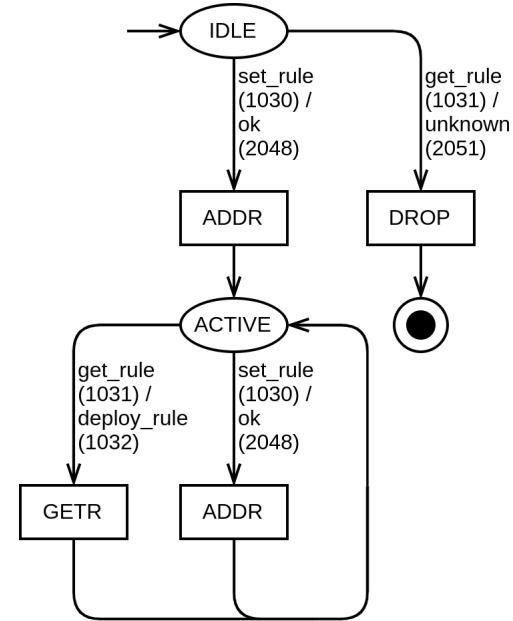 IDLE
set_rule
(1030) /
ok
(2048)
get_rule
(1031) /
unknown
(2051)
ADDR
DROP
ACTIVE
get_rule
(1031) /
deploy_rule
(1032)
set_rule
(1030) /
ok
(2048)
GETR
ADDR